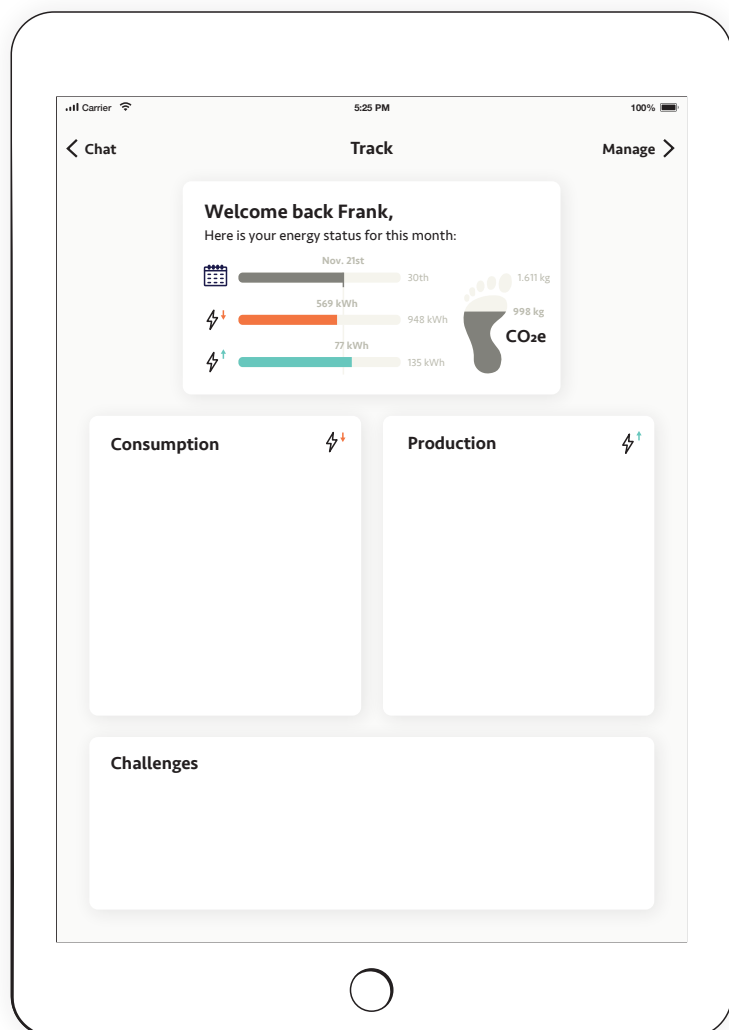 Carrier
5:25 PM
100%
Chat
Track
Manage
Welcome back Frank,
Here is your energy status for this month:
Nov. 21st
30th
569 kWh
948 kWh
77 kWh
135 kWh
1.611 kg
998 kg
CO₂e
Consumption
Production
Challenges